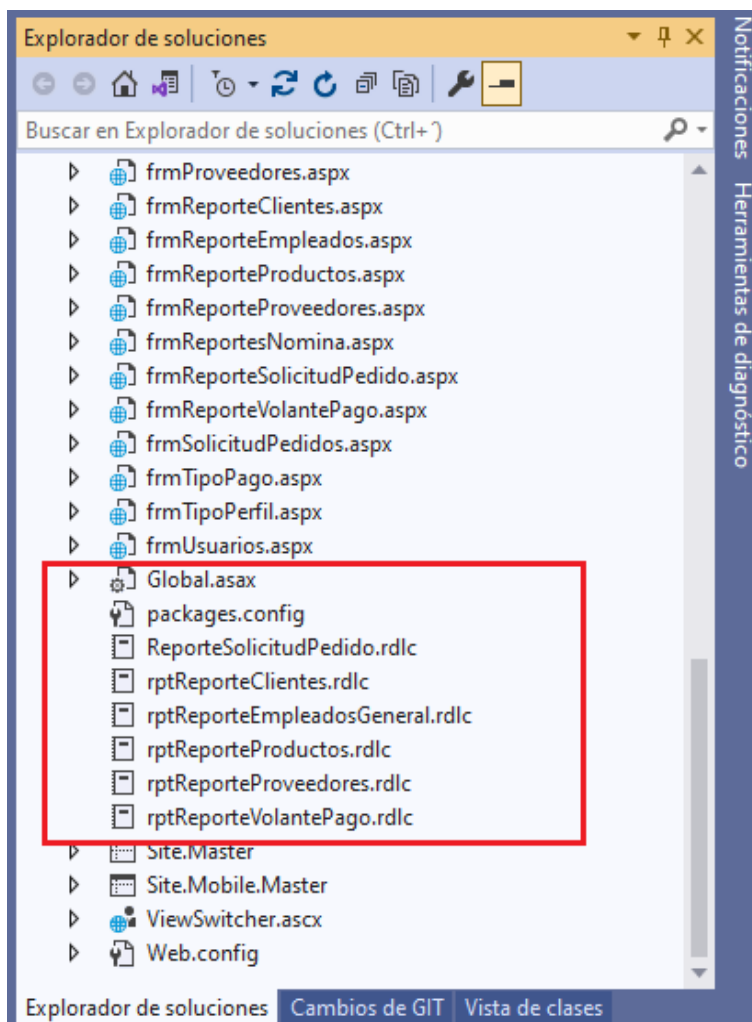 Explorador de soluciones
Buscar en Explorador de soluciones (Ctrl+´)
frmProveedores.aspx
frmReporteClientes.aspx
frmReporteEmpleados.aspx
frmReporteProductos.aspx
frmReporteProveedores.aspx
frmReportesNomina.aspx
frmReporteSolicitudPedido.aspx
frmReporteVolantePago.aspx
frmSolicitudPedidos.aspx
frmTipoPago.aspx
frmTipoPerfil.aspx
frmUsuarios.aspx
Global.asax
packages.config
ReporteSolicitudPedido.rdlc
rptReporteClientes.rdlc
rptReporteEmpleadosGeneral.rdlc
rptReporteProductos.rdlc
rptReporteProveedores.rdlc
rptReporteVolantePago.rdlc
Site.Master
Site.Mobile.Master
ViewSwitcher.ascx
Web.config
Explorador de soluciones Cambios de GIT Vista de clases
Notificaciones Herramientas de diagnóstico